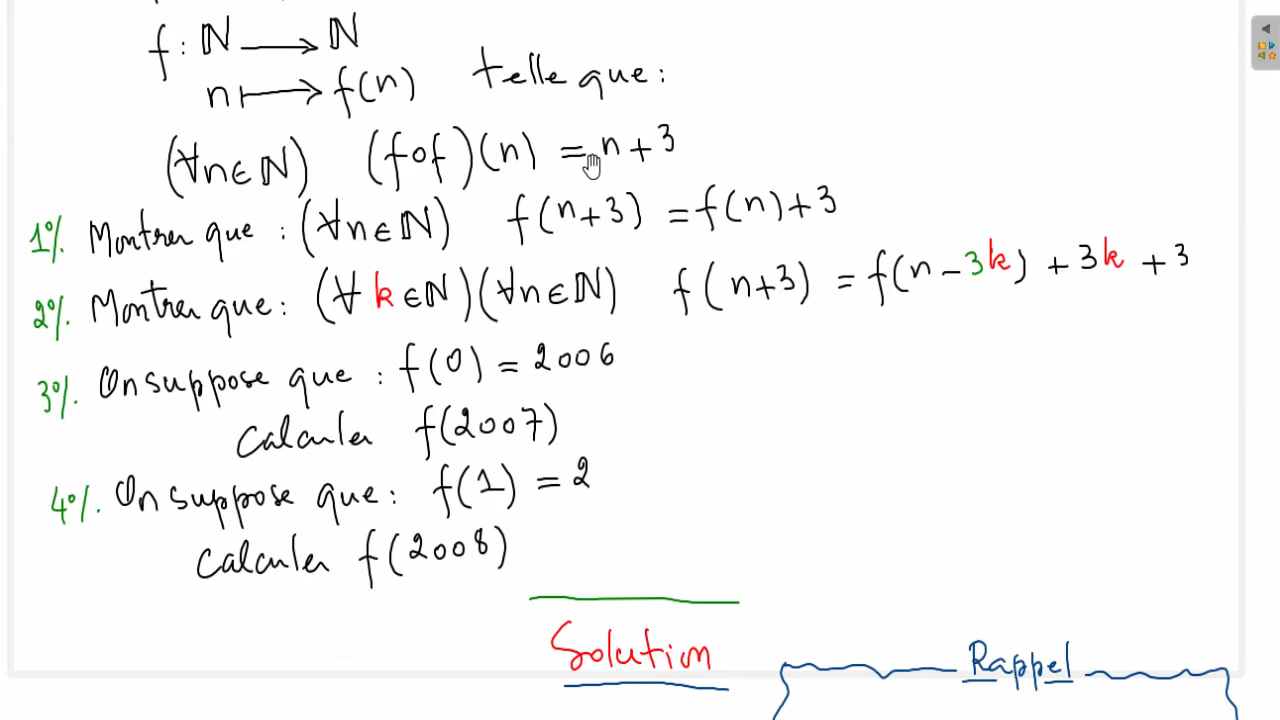 f : ℕ ⟶ ℕ
n ⟼ f(n) telle que :
(∀n∈ℕ) (fof)(n) = n + 3
1°/. Montrer que : (∀n∈ℕ) f(n+3) = f(n)+3
2°/. Montrer que : (∀k∈ℕ)(∀n∈ℕ) f(n+3) = f(n-3k) + 3k + 3
3°/. On suppose que : f(0) = 2006
Calculer f(2007)
4°/. On suppose que : f(1) = 2
Calculer f(2008)
Solution
Rappel